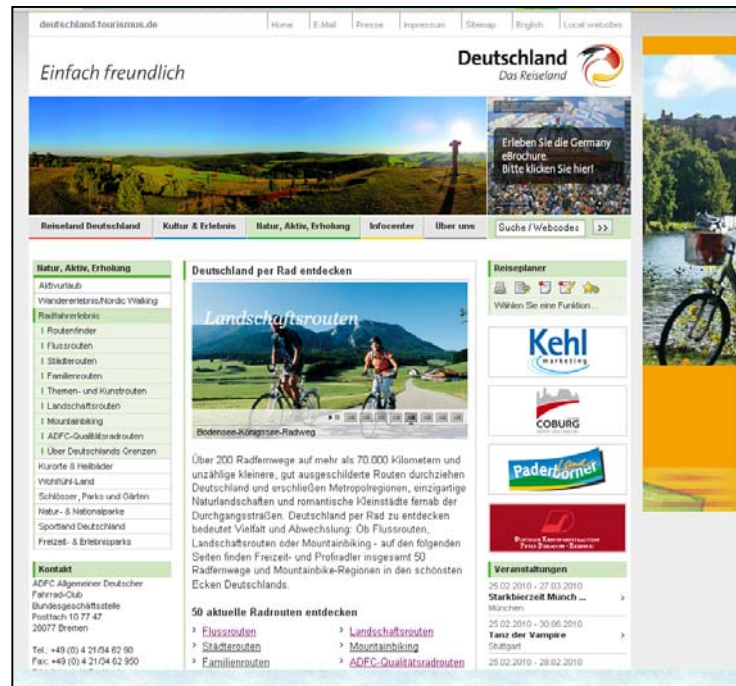 deutschland-tourismus.de
Home
E-Mail
Presse
Impressum
Sitemap
English
Local websites
Einfach freundlich
Deutschland
Das Reiseland
Erleben Sie die Germany
eBrochure.
Bitte klicken Sie hier!
Reiseland Deutschland
Kultur & Erlebnis
Natur, Aktiv, Erholung
Infocenter
Über uns
Suche / Webcodes >>
Natur, Aktiv, Erholung
Aktivurlaub
Wandererlebnis/Nordic Walking
Radfahrerlebnis
Routenfinder
Flussrouten
Städterouten
Familienrouten
Themen- und Kunstrouten
Landschaftsrouten
Mountainbiking
ADFC-Qualitätsradrouten
Über Deutschlands Grenzen
Kurorte & Heilbäder
Wohlfühl-Land
Schlösser, Parks und Gärten
Natur- & Nationalparke
Sportland Deutschland
Freizeit- & Erlebnisparks
Kontakt
ADFC Allgemeiner Deutscher
Fahrrad-Club
Bundesgeschäftsstelle
Postfach 10 77 47
28077 Bremen
Tel.: +49 (0) 4 21/34 62 90
Fax: +49 (0) 4 21/34 62 950
Deutschland per Rad entdecken
Landschaftsrouten
Bodensee-Königssee-Radweg
Über 200 Radfernwege auf mehr als 70.000 Kilometern und
unzählige kleinere, gut ausgeschilderte Routen durchziehen
Deutschland und erschließen Metropolregionen, einzigartige
Naturlandschaften und romantische Kleinstädte fernab der
Durchgangsstraßen. Deutschland per Rad zu entdecken
bedeutet Vielfalt und Abwechslung: Ob Flussrouten,
Landschaftsrouten oder Mountainbiking - auf den folgenden
Seiten finden Freizeit- und Profiradler insgesamt 50
Radfernwege und Mountainbike-Regionen in den schönsten
Ecken Deutschlands.
50 aktuelle Radrouten entdecken
Flussrouten
Landschaftsrouten
Städterouten
Mountainbiking
Familienrouten
ADFC-Qualitätsradrouten
Reiseplaner
Wählen Sie eine Funktion...
Kehl
marketing
COBURG
Paderborner Land
Veranstaltungen
25.02.2010 - 27.03.2010
Starkbierzeit Münch ...
München
25.02.2010 - 30.06.2010
Tanz der Vampire
Stuttgart
25.02.2010 - 28.02.2010